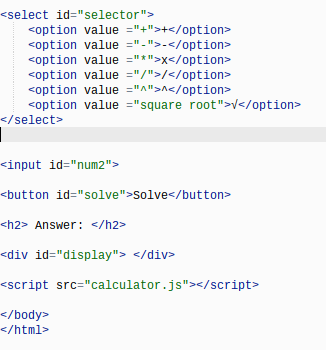 <select id="selector">
    <option value ="+">+</option>
    <option value ="-">-</option>
    <option value ="*">x</option>
    <option value ="/">/</option>
    <option value ="^">^</option>
    <option value ="square root">√</option>
</select>
<input id="num2">
<button id="solve">Solve</button>
<h2> Answer: </h2>
<div id="display"> </div>
<script src="calculator.js"></script>
</body>
</html>